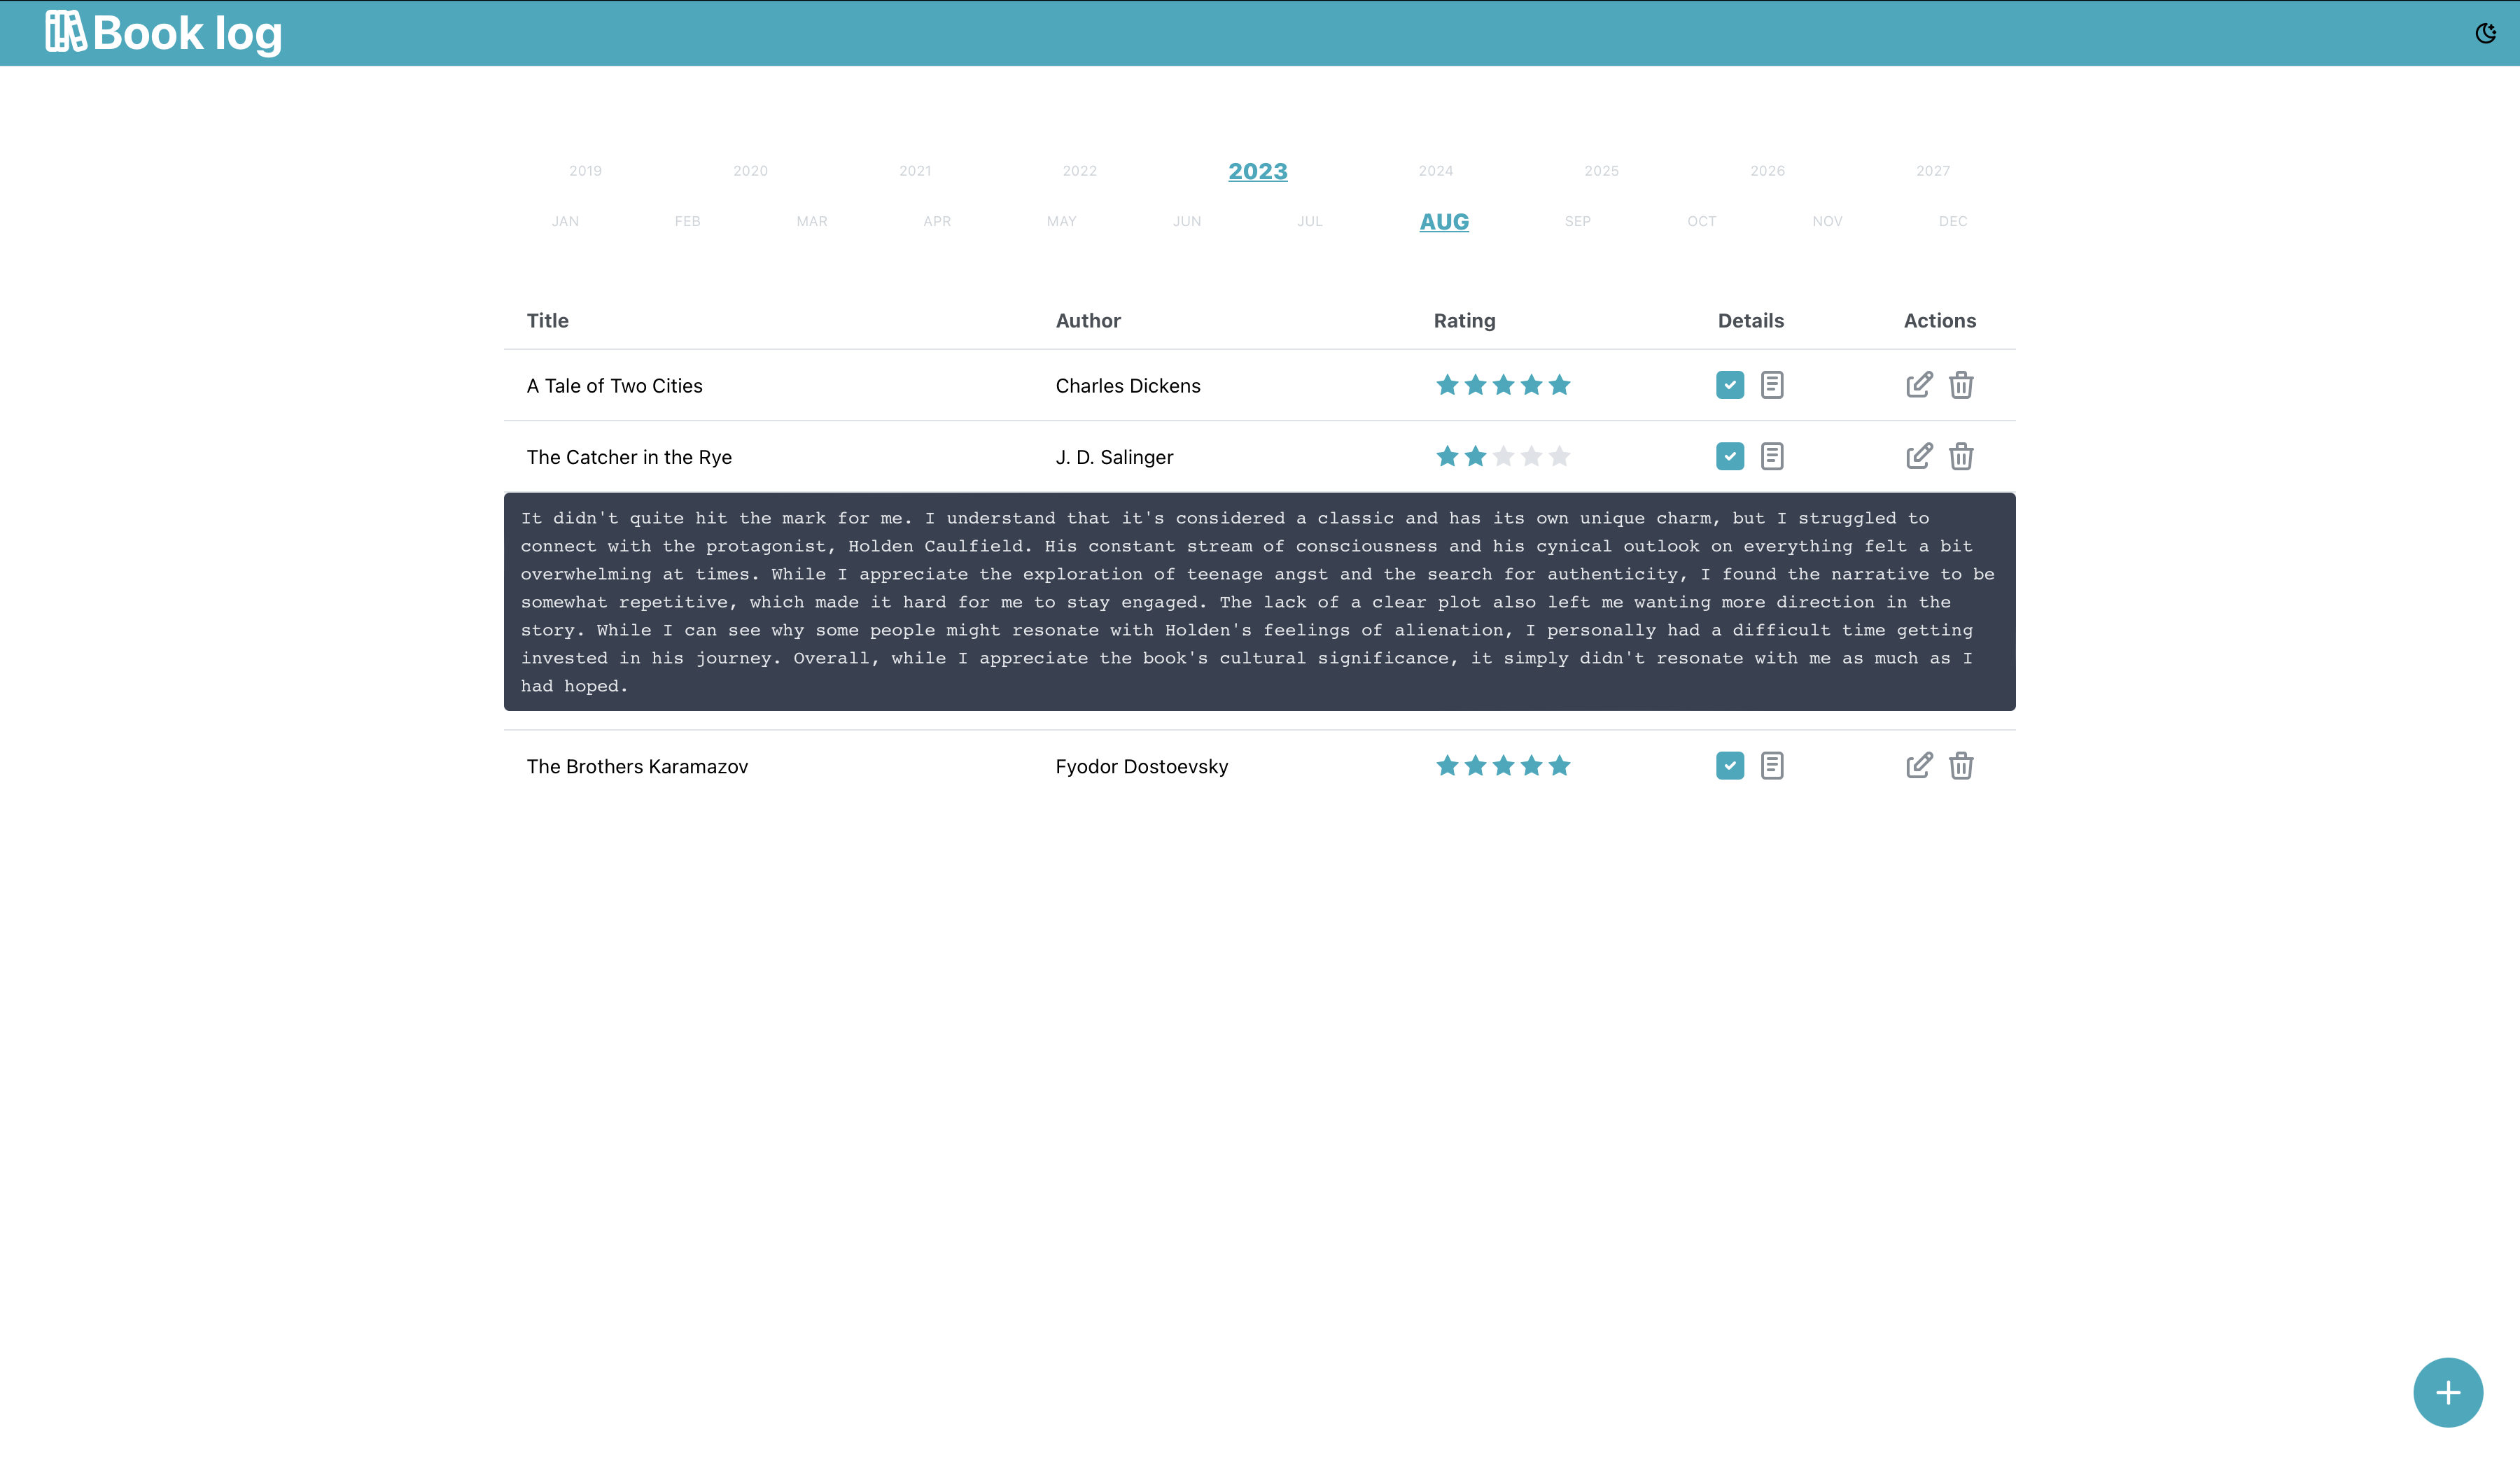 Book log
2019 2020 2021 2022 2023 2024 2025 2026 2027
JAN FEB MAR APR MAY JUN JUL AUG SEP OCT NOV DEC
Title Author Rating Details Actions
A Tale of Two Cities Charles Dickens
The Catcher in the Rye J. D. Salinger
It didn't quite hit the mark for me. I understand that it's considered a classic and has its own unique charm, but I struggled to
connect with the protagonist, Holden Caulfield. His constant stream of consciousness and his cynical outlook on everything felt a bit
overwhelming at times. While I appreciate the exploration of teenage angst and the search for authenticity, I found the narrative to be
somewhat repetitive, which made it hard for me to stay engaged. The lack of a clear plot also left me wanting more direction in the
story. While I can see why some people might resonate with Holden's feelings of alienation, I personally had a difficult time getting
invested in his journey. Overall, while I appreciate the book's cultural significance, it simply didn't resonate with me as much as I
had hoped.
The Brothers Karamazov Fyodor Dostoevsky